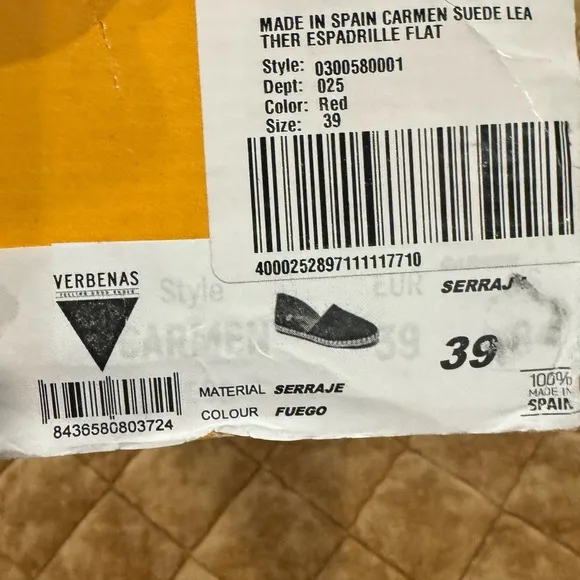 MADE IN SPAIN CARMEN SUEDE LEA
THER ESPADRILLE FLAT
Style: 0300580001
Dept: 025
Color: Red
Size: 39
4000252897111117710
VERBENAS
Style
EUR
SERRAJ
CARMEN
39
39
MATERIAL SERRAJE
COLOUR FUEGO
8436580803724
100%
MADE IN
SPAIN